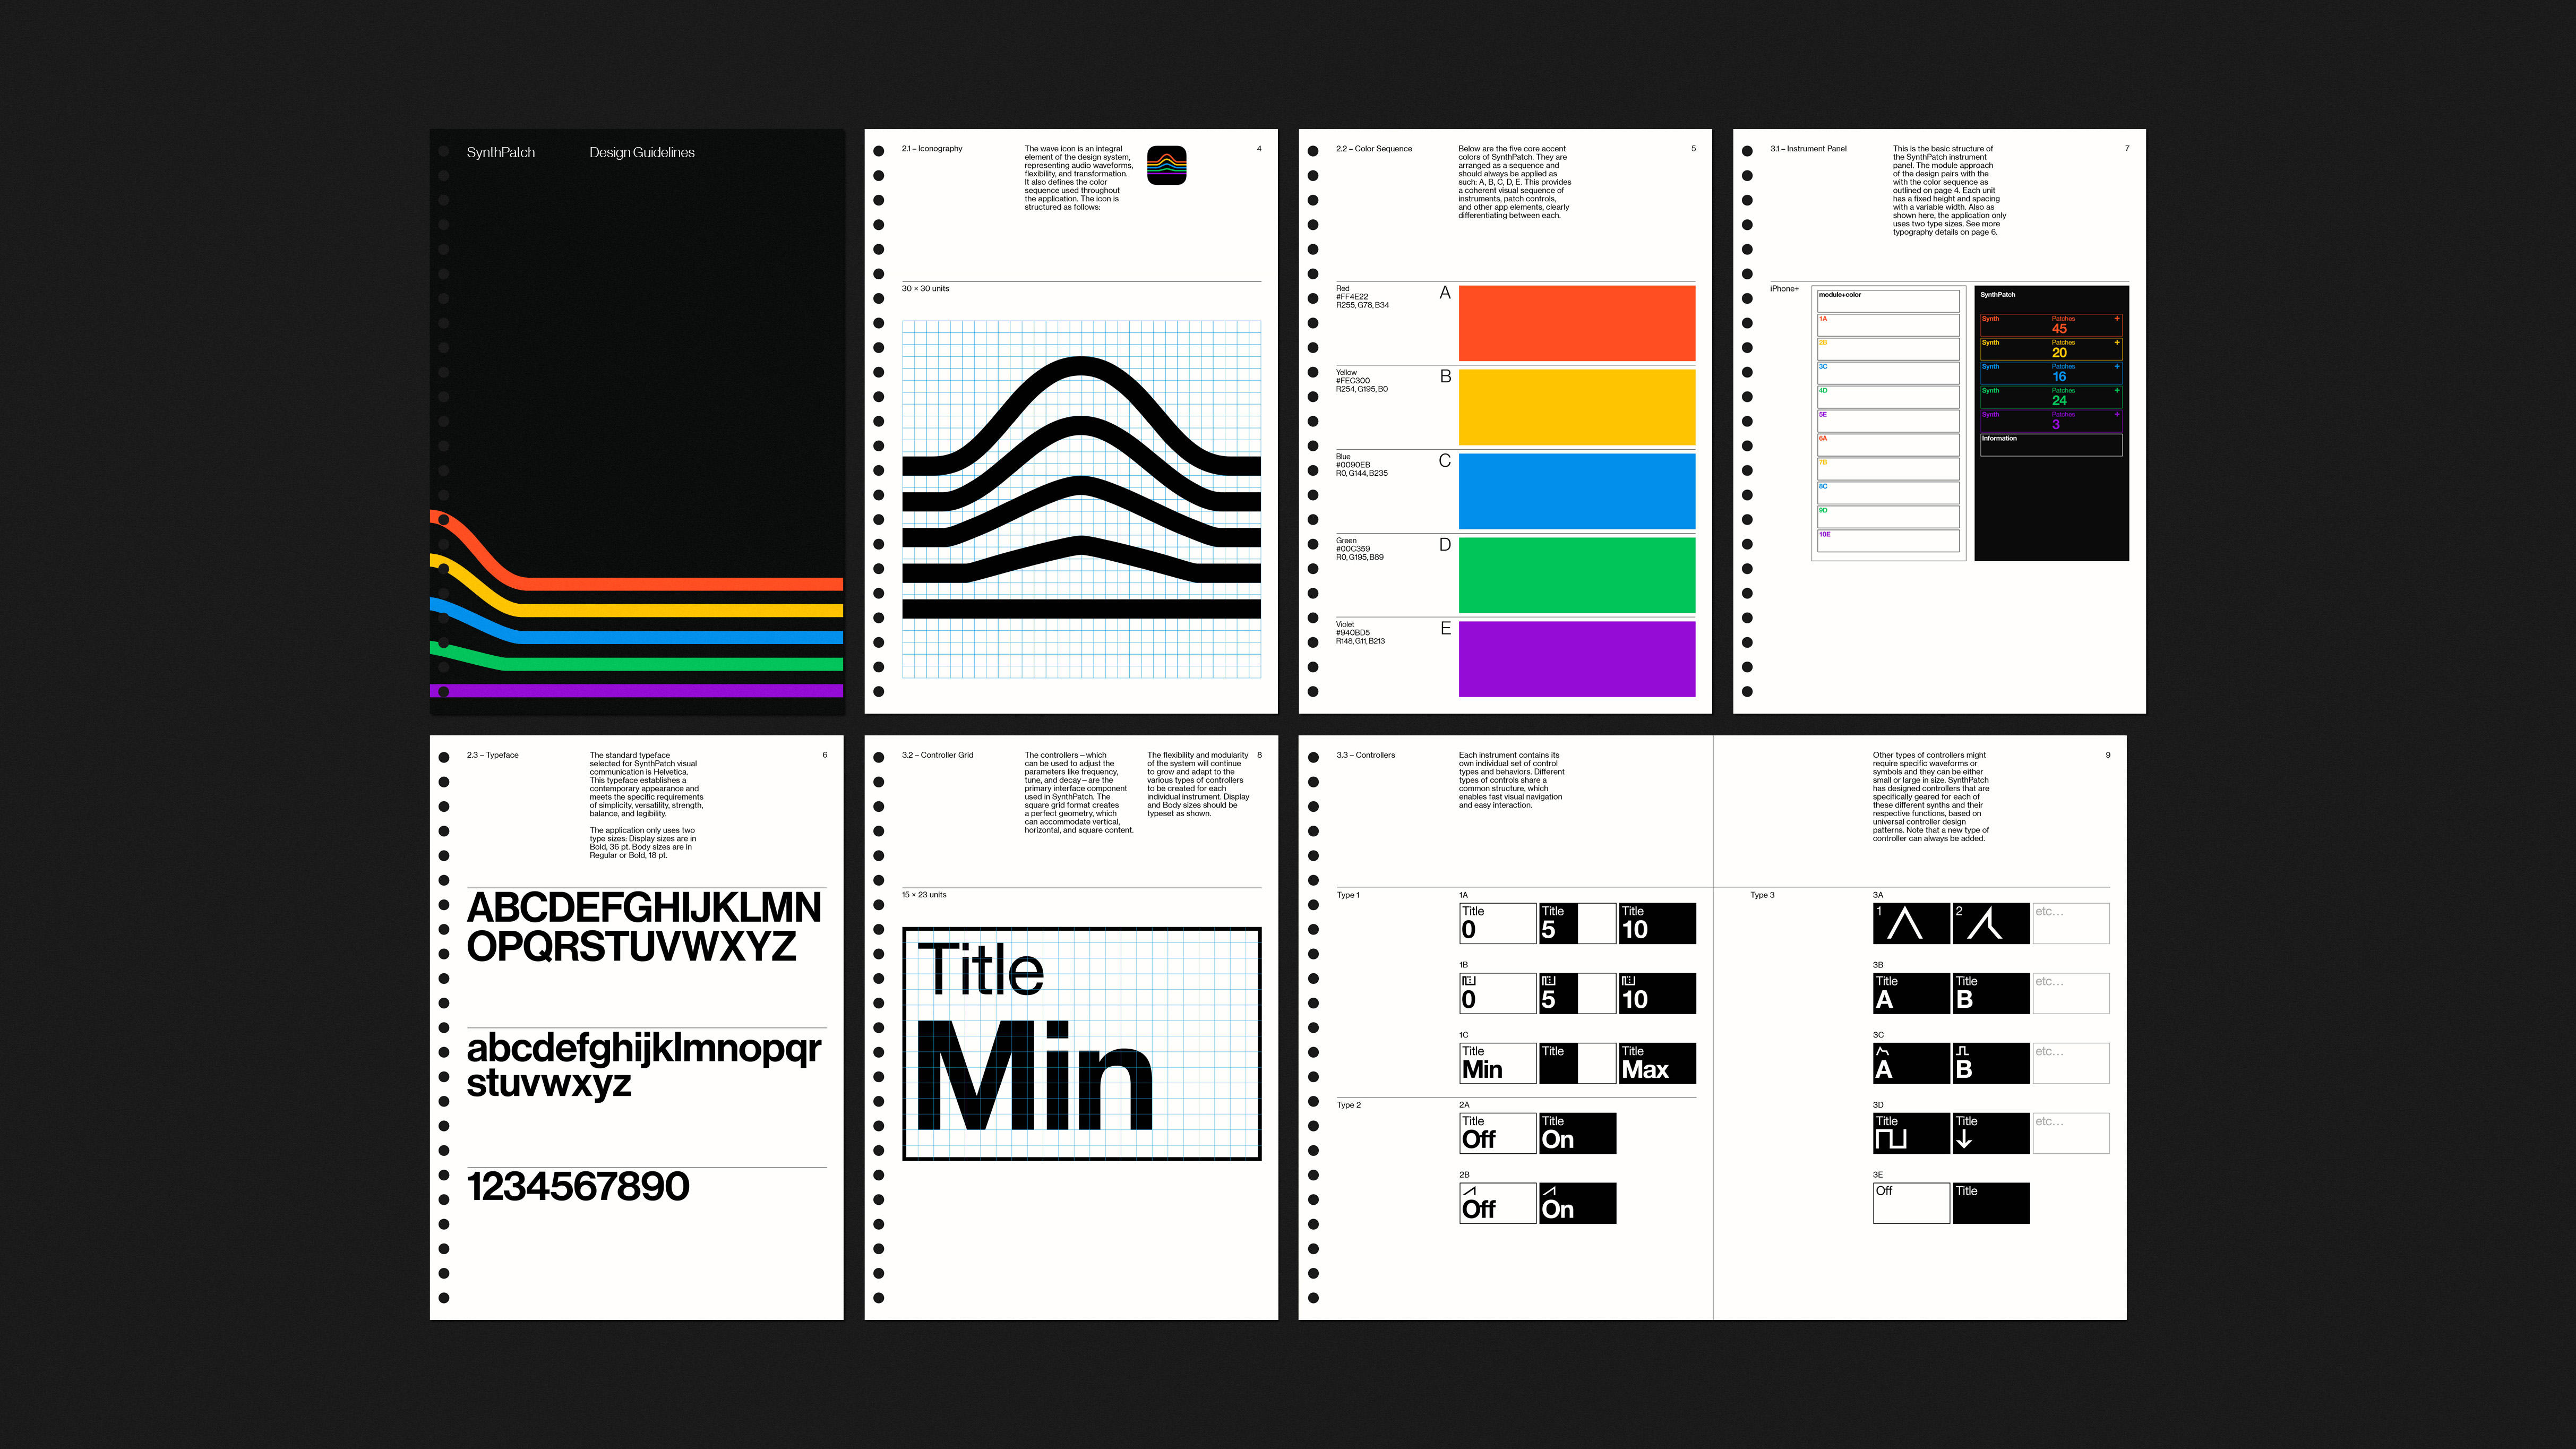 SynthPatch
Design Guidelines
2.1 – Iconography
The wave icon is an integral
element of the design system,
representing audio waveforms,
flexibility, and transformation.
It also defines the color
sequence used throughout
the application. The icon is
structured as follows:
4
30 × 30 units
2.2 – Color Sequence
Below are the five core accent
colors of SynthPatch. They are
arranged as a sequence and
should always be applied as
such: A, B, C, D, E. This provides
a coherent visual sequence of
instruments, patch controls,
and other app elements, clearly
differentiating between each.
5
Red
#FF4E22
R255, G78, B34
A
Yellow
#FEC300
R254, G195, B0
B
Blue
#0090EB
R0, G144, B235
C
Green
#00C359
R0, G195, B89
D
Violet
#940BD5
R148, G11, B213
E
3.1 – Instrument Panel
This is the basic structure of
the SynthPatch instrument
panel. The module approach
of the design pairs with the
with the color sequence as
outlined on page 4. Each unit
has a fixed height and spacing
with a variable width. Also as
shown here, the application only
uses two type sizes. See more
typography details on page 6.
7
iPhone+
module+color
1A
2B
3C
4D
5E
6A
7B
8C
9D
10E
SynthPatch
Synth Patches +
45
Synth Patches +
20
Synth Patches +
16
Synth Patches +
24
Synth Patches +
3
Information
2.3 – Typeface
The standard typeface
selected for SynthPatch visual
communication is Helvetica.
This typeface establishes a
contemporary appearance and
meets the specific requirements
of simplicity, versatility, strength,
balance, and legibility.
The application only uses two
type sizes: Display sizes are in
Bold, 36 pt. Body sizes are in
Regular or Bold, 18 pt.
6
ABCDEFGHIJKLMN
OPQRSTUVWXYZ
abcdefghijklmnopqr
stuvwxyz
1234567890
3.2 – Controller Grid
The controllers – which
can be used to adjust the
parameters like frequency,
tune, and decay – are the
primary interface component
used in SynthPatch. The
square grid format creates
a perfect geometry, which
can accommodate vertical,
horizontal, and square content.
The flexibility and modularity
of the system will continue
to grow and adapt to the
various types of controllers
to be created for each
individual instrument. Display
and Body sizes should be
typeset as shown.
8
15 × 23 units
Title
Min
3.3 – Controllers
Each instrument contains its
own individual set of control
types and behaviors. Different
types of controls share a
common structure, which
enables fast visual navigation
and easy interaction.
Type 1
1A
Title Title Title
0 5 10
1B
0 5 10
1C
Title Title Title
Min Max
Type 2
2A
Title Title
Off On
2B
Off On
Other types of controllers might
require specific waveforms or
symbols and they can be either
small or large in size. SynthPatch
has designed controllers that are
specifically geared for each of
these different synths and their
respective functions, based on
universal controller design
patterns. Note that a new type of
controller can always be added.
9
Type 3
3A
1 2 etc…
3B
Title Title etc…
A B
3C
etc…
A B
3D
Title Title etc…
3E
Off Title